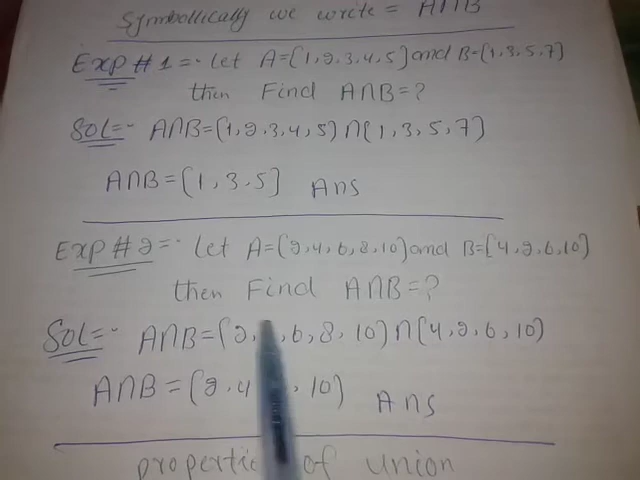 Symbollically we write = A∩B
Exp # 1 =. Let A={1,2,3,4,5} and B={1,3,5,7}
then Find A∩B=?
SOL=. A∩B={1,2,3,4,5}∩{1,3,5,7}
A∩B={1,3,5} Ans
Exp # 2 =. Let A={2,4,6,8,10} and B={4,2,6,10}
then Find A∩B=?
SOL=. A∩B={2, ,6,8,10}∩{4,2,6,10}
A∩B={2,4 , 10} Ans
of union